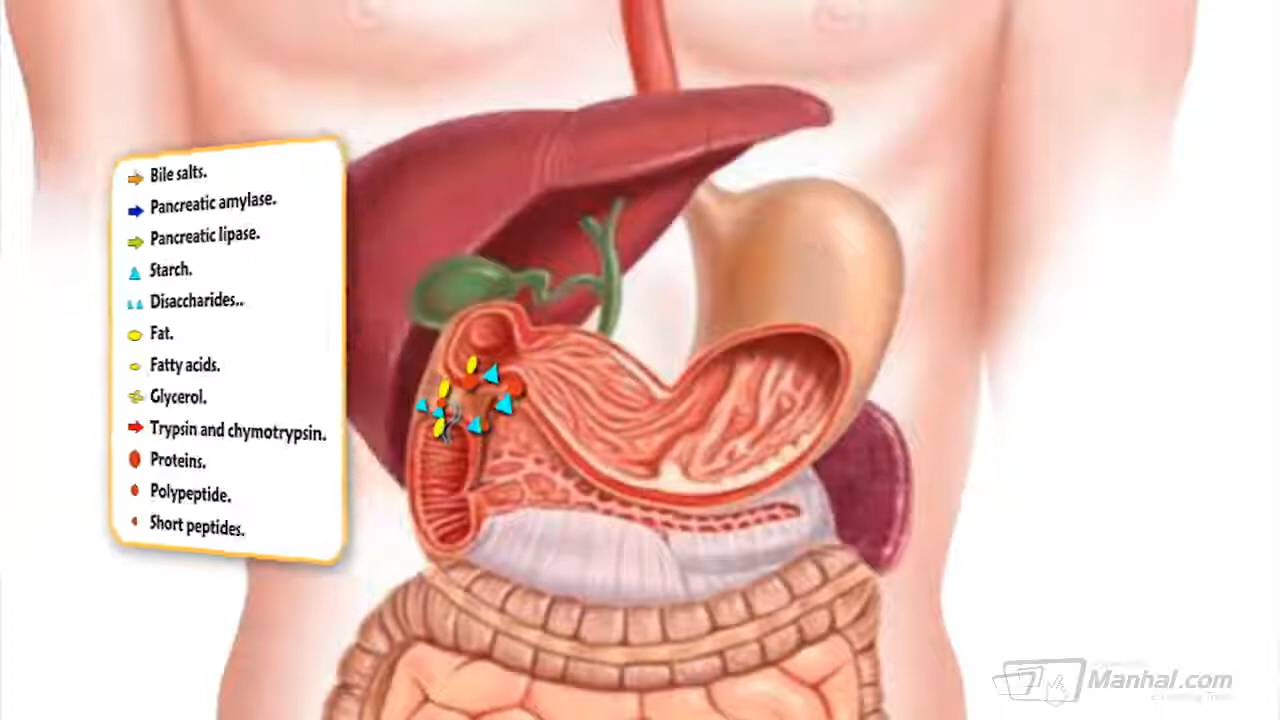 Bile salts.
Pancreatic amylase.
Pancreatic lipase.
Starch.
Disaccharides..
Fat.
Fatty acids.
Glycerol.
Trypsin and chymotrypsin.
Proteins.
Polypeptide.
Short peptides.
Manhal.com